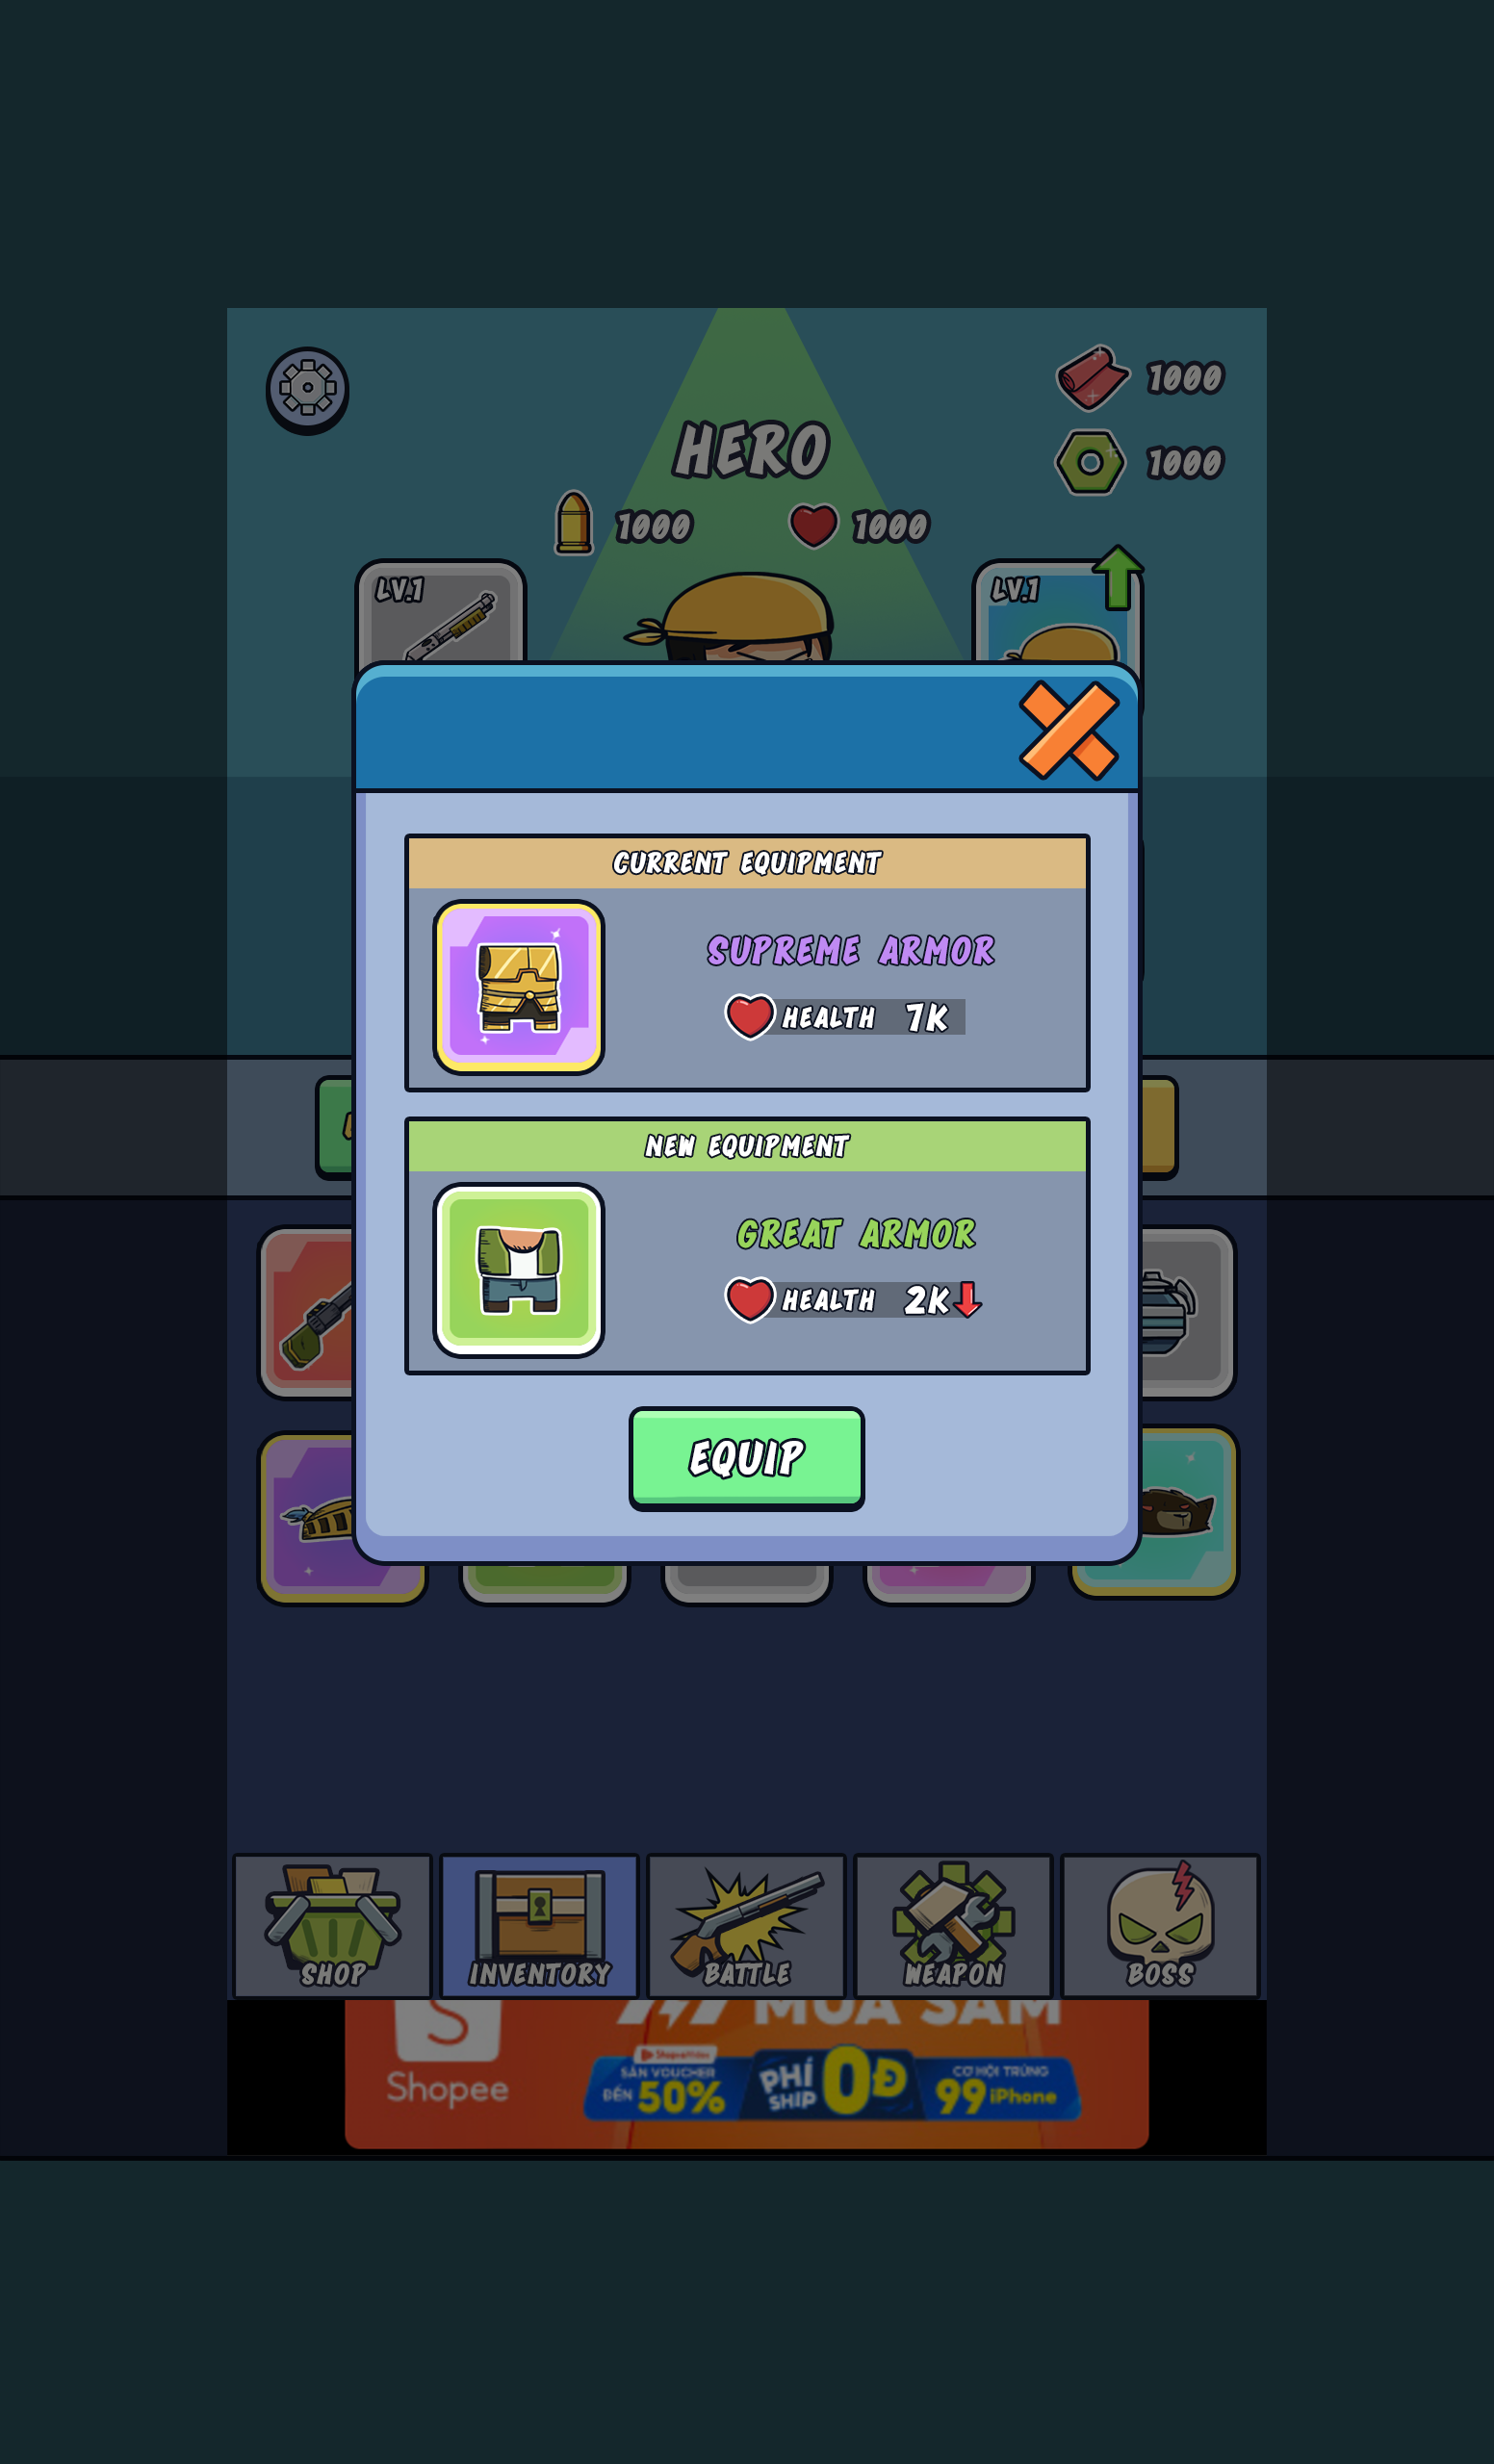 HERO
1000
1000
1000
1000
LV.1
LV.1
CURRENT EQUIPMENT
SUPREME ARMOR
HEALTH 7K
NEW EQUIPMENT
GREAT ARMOR
HEALTH 2K
EQUIP
SHOP
INVENTORY
BATTLE
WEAPON
BOSS
MUA SẮM
Shopee
ShopeeVideo
SĂN VOUCHER
ĐẾN 50%
PHÍ
SHIP
0Đ
CƠ HỘI TRÚNG
99 iPhone